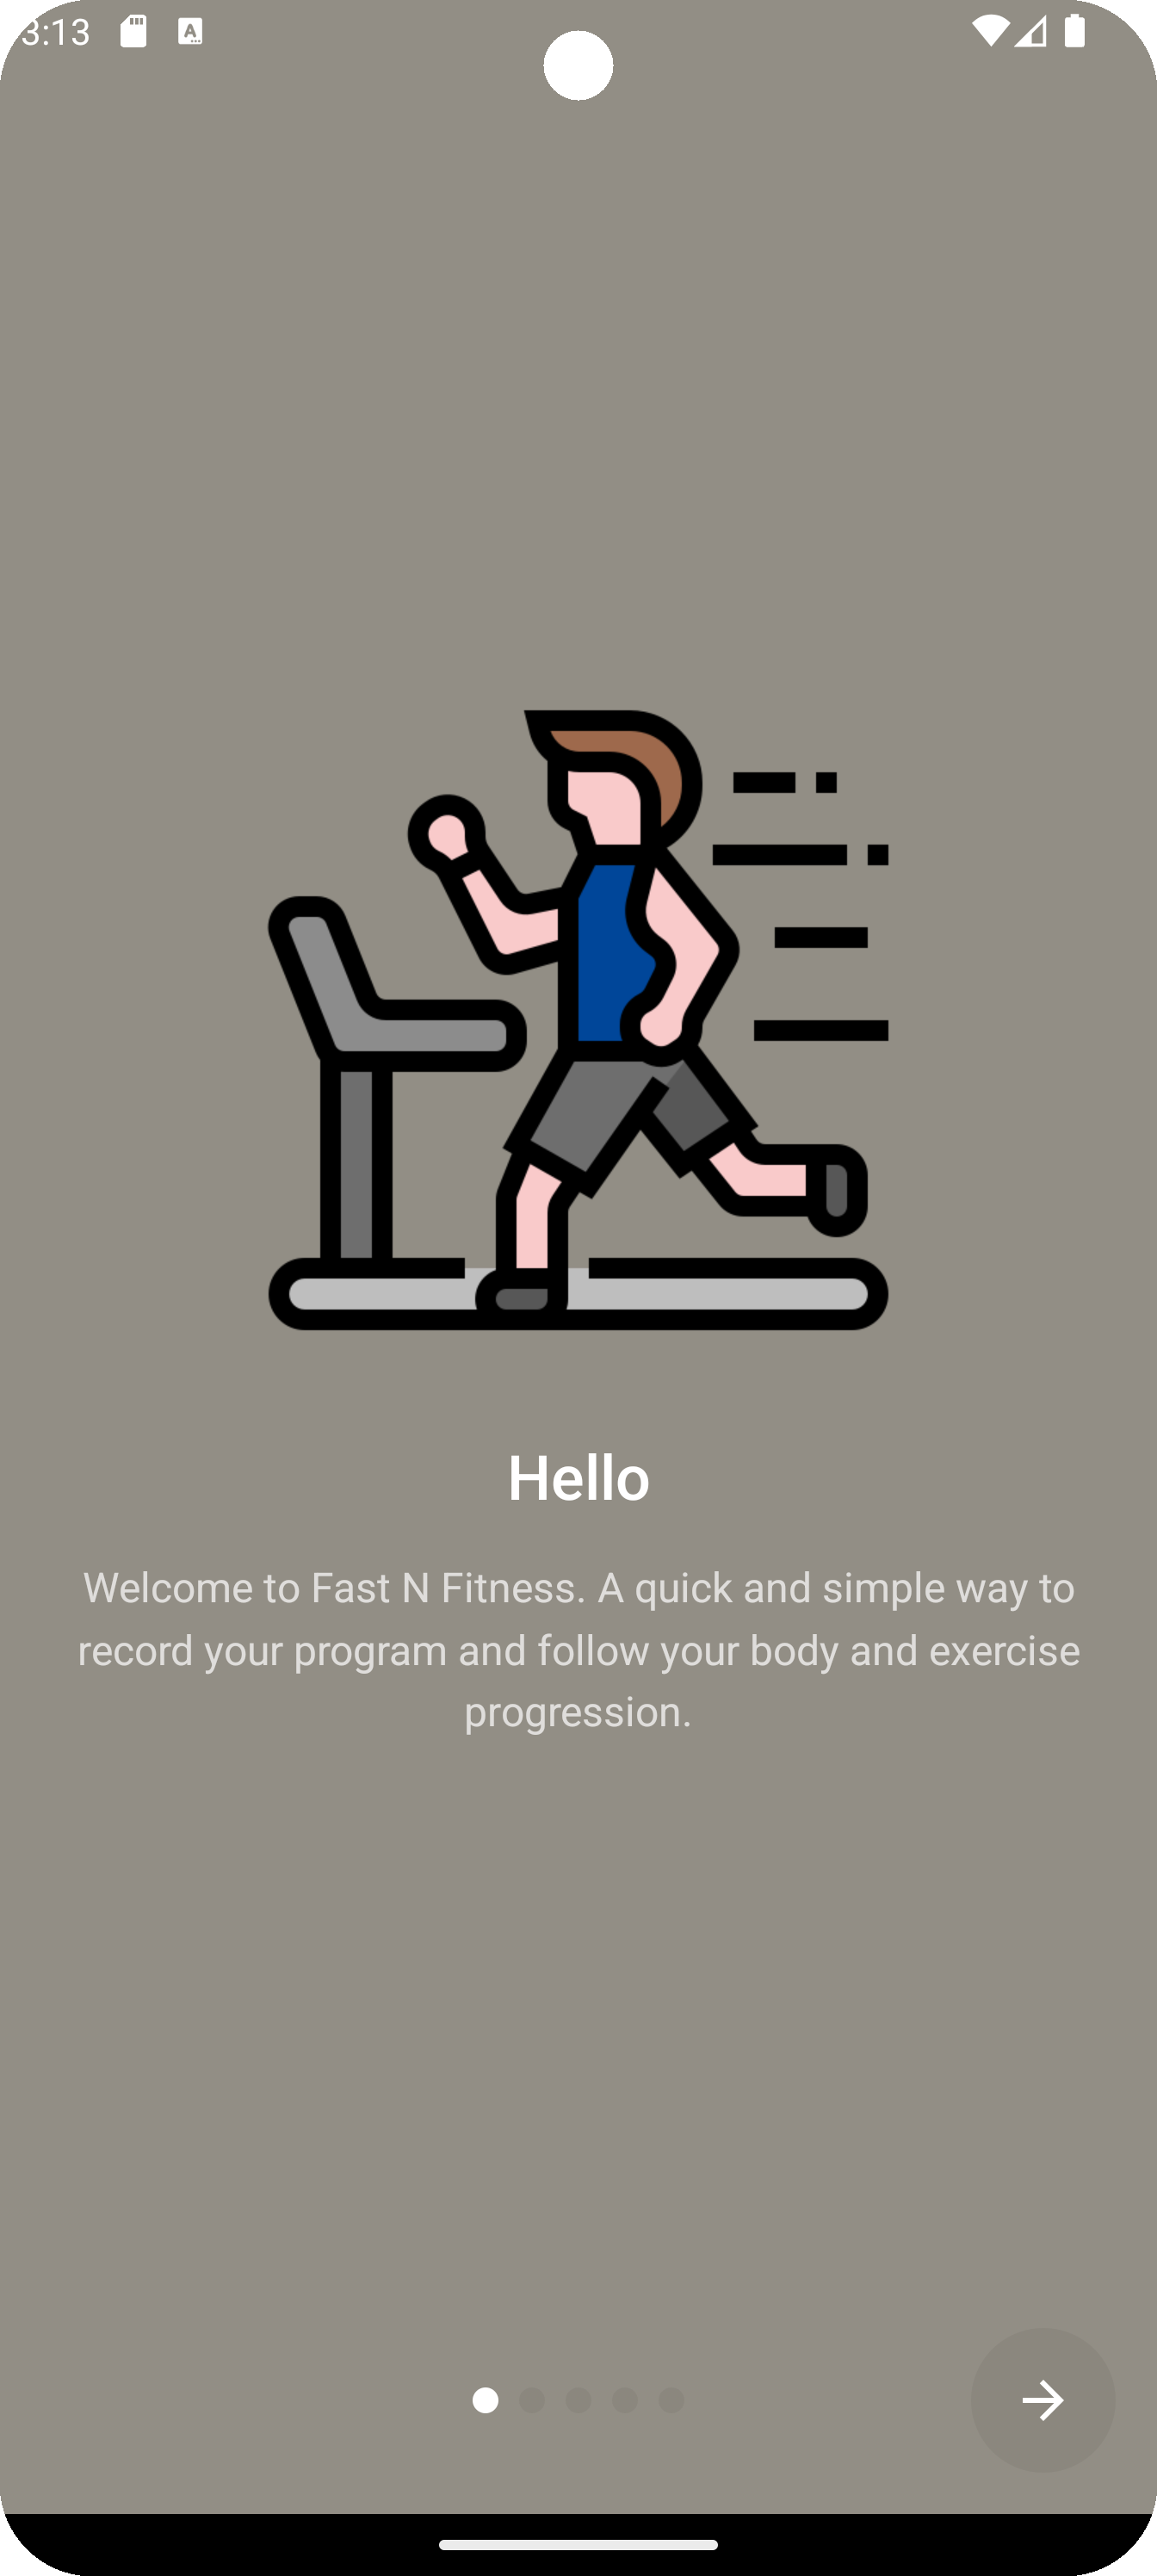 3:13
Hello
Welcome to Fast N Fitness. A quick and simple way to
record your program and follow your body and exercise
progression.